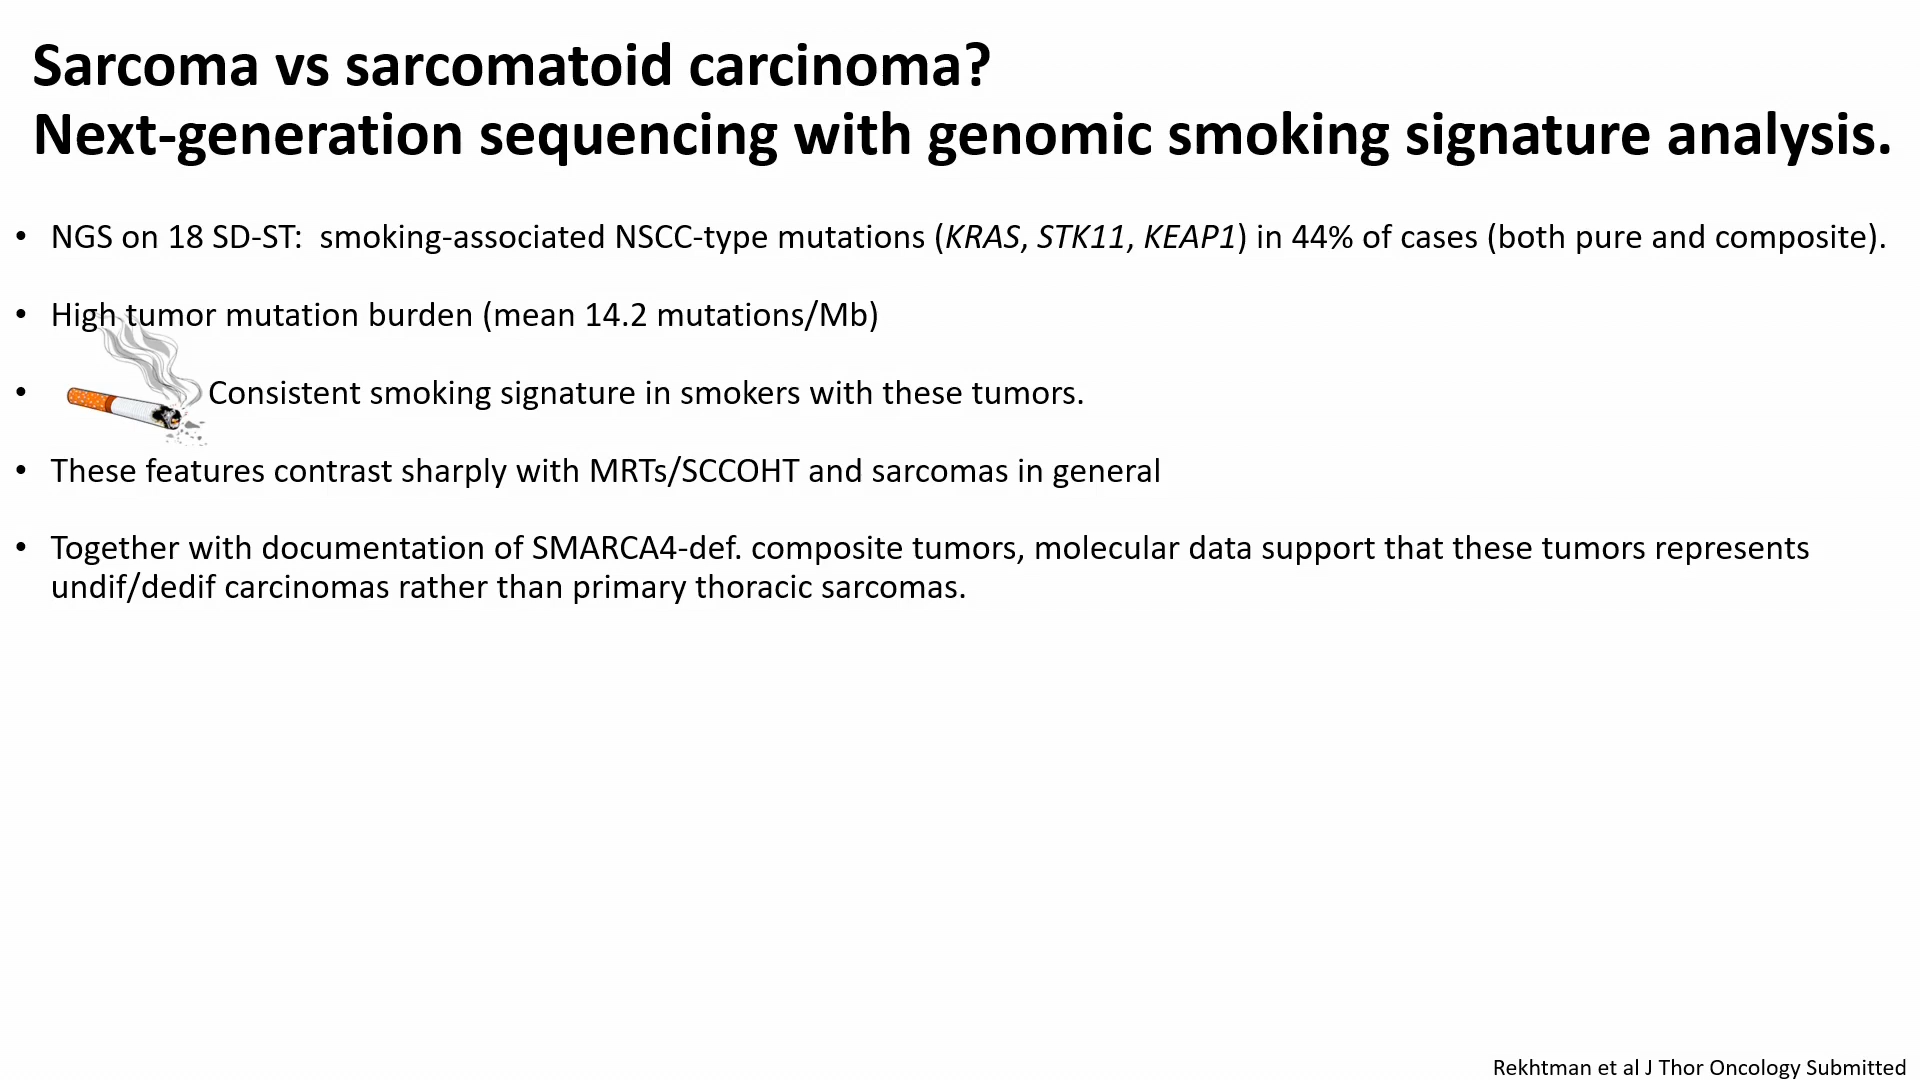 Sarcoma vs sarcomatoid carcinoma?
Next-generation sequencing with genomic smoking signature analysis.
• NGS on 18 SD-ST:  smoking-associated NSCC-type mutations (KRAS, STK11, KEAP1) in 44% of cases (both pure and composite).
• High tumor mutation burden (mean 14.2 mutations/Mb)
• Consistent smoking signature in smokers with these tumors.
• These features contrast sharply with MRTs/SCCOHT and sarcomas in general
• Together with documentation of SMARCA4-def. composite tumors, molecular data support that these tumors represents
undif/dedif carcinomas rather than primary thoracic sarcomas.
Rekhtman et al J Thor Oncology Submitted